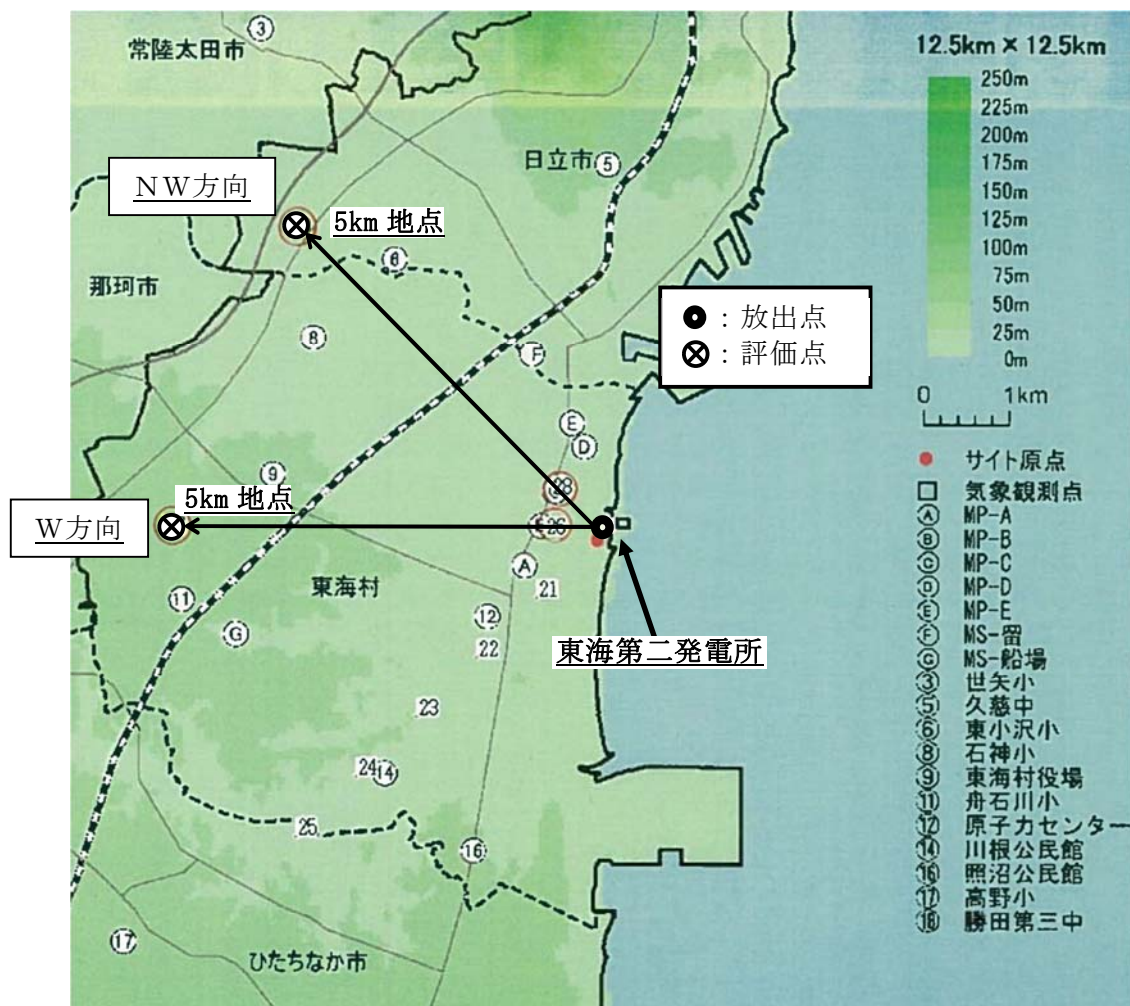 常陸太田市
③
日立市
⑤
ＮＷ方向
5km 地点
⑥
那珂市
⑧
Ⓕ
Ⓔ
Ⓓ
28
⑨
5km 地点
Ｗ方向
26
Ⓐ
東海村
21
⑪
⑫
Ⓖ
22
東海第二発電所
23
24
⑭
25
⑯
⑰
ひたちなか市
：放出点
：評価点
12.5km × 12.5km
250m
225m
200m
175m
150m
125m
100m
75m
50m
25m
0m
0 1km
サイト原点
気象観測点
Ⓐ MP-A
Ⓑ MP-B
Ⓒ MP-C
Ⓓ MP-D
Ⓔ MP-E
Ⓕ MS-留
Ⓖ MS-船場
③ 世矢小
⑤ 久慈中
⑥ 東小沢小
⑧ 石神小
⑨ 東海村役場
⑪ 舟石川小
⑫ 原子力センター
⑭ 川根公民館
⑯ 照沼公民館
⑰ 高野小
⑱ 勝田第三中